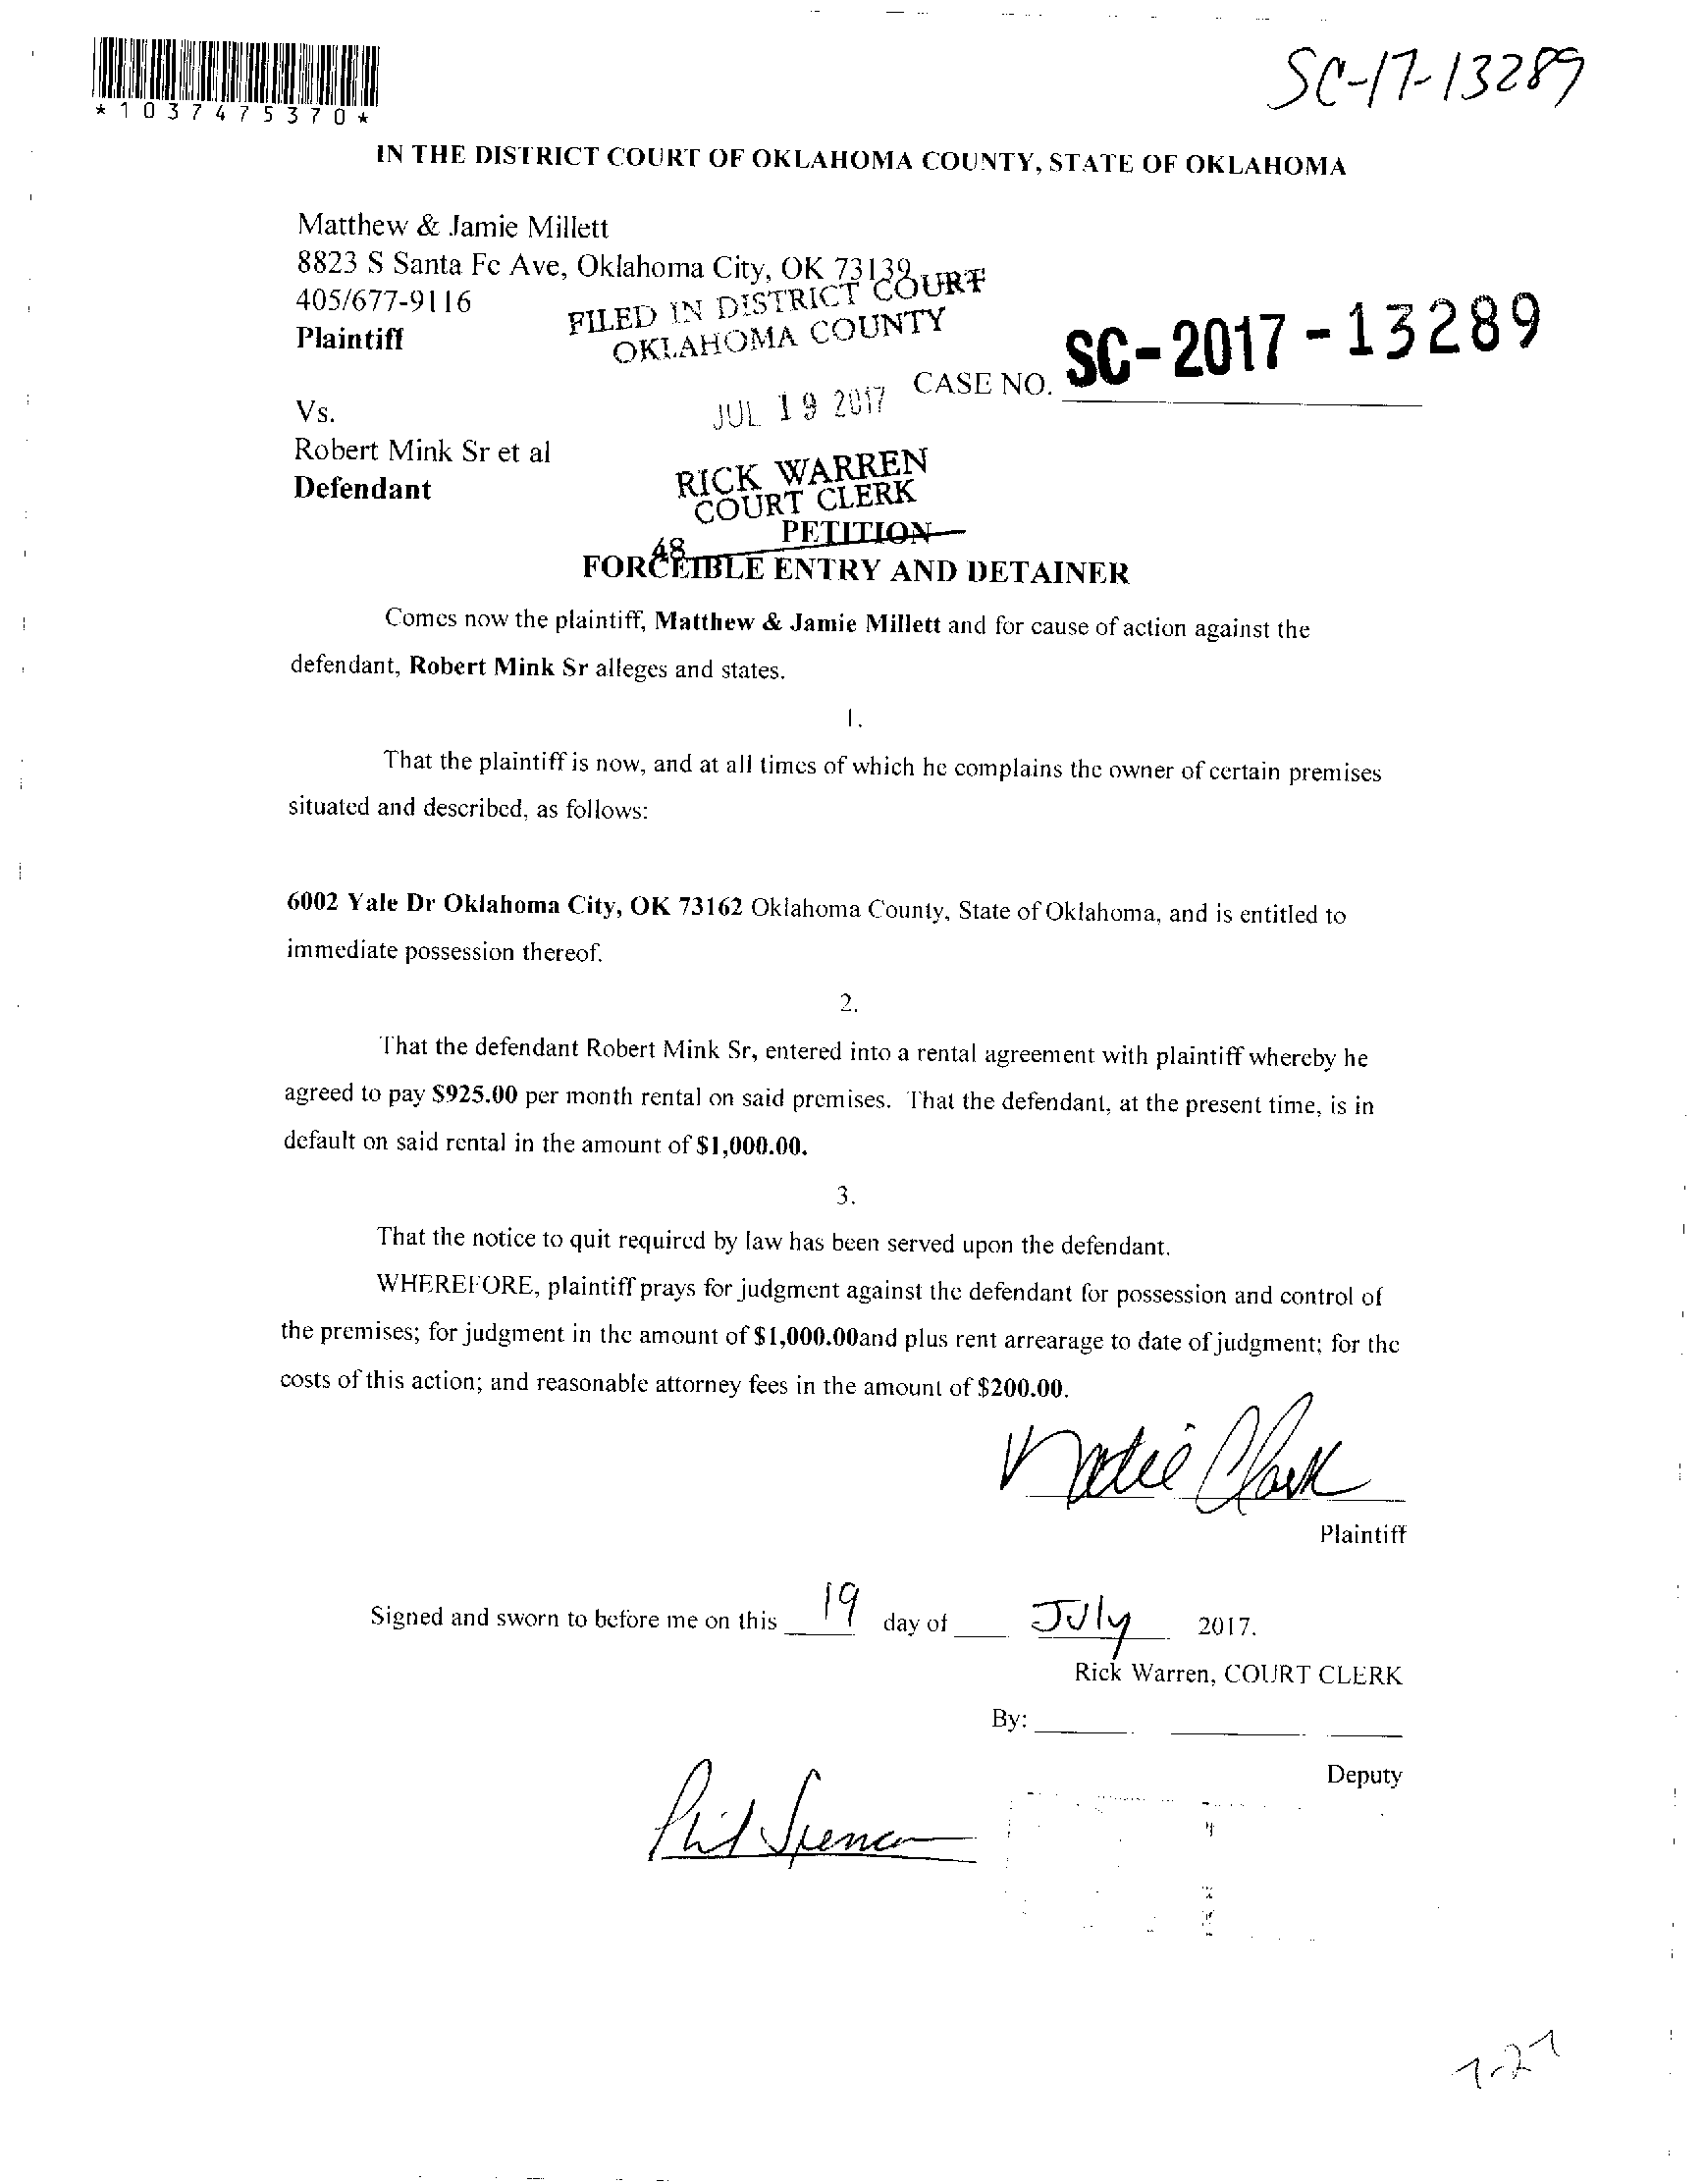 *1037475370*
SC-17-13289
IN THE DISTRICT COURT OF OKLAHOMA COUNTY, STATE OF OKLAHOMA
Matthew & Jamie Millett
8823 S Santa Fe Ave, Oklahoma City, OK 73139
405/677-9116
Plaintiff
FILED IN DISTRICT COURT
OKLAHOMA COUNTY
JUL 19 2017
CASE NO. SC-2017-13289
Vs.
Robert Mink Sr et al
Defendant
RICK WARREN
COURT CLERK
48
PETITION
FORCEIBLE ENTRY AND DETAINER
Comes now the plaintiff, Matthew & Jamie Millett and for cause of action against the
defendant, Robert Mink Sr alleges and states.
1.
That the plaintiff is now, and at all times of which he complains the owner of certain premises
situated and described, as follows:
6002 Yale Dr Oklahoma City, OK 73162 Oklahoma County, State of Oklahoma, and is entitled to
immediate possession thereof.
2.
That the defendant Robert Mink Sr, entered into a rental agreement with plaintiff whereby he
agreed to pay $925.00 per month rental on said premises. That the defendant, at the present time, is in
default on said rental in the amount of $1,000.00.
3.
That the notice to quit required by law has been served upon the defendant.
WHEREFORE, plaintiff prays for judgment against the defendant for possession and control of
the premises; for judgment in the amount of $1,000.00and plus rent arrearage to date of judgment; for the
costs of this action; and reasonable attorney fees in the amount of $200.00.
Clark
Plaintiff
Signed and sworn to before me on this 19 day of July 2017.
Rick Warren, COURT CLERK
By:
Deputy
Phil Spencer
7-27